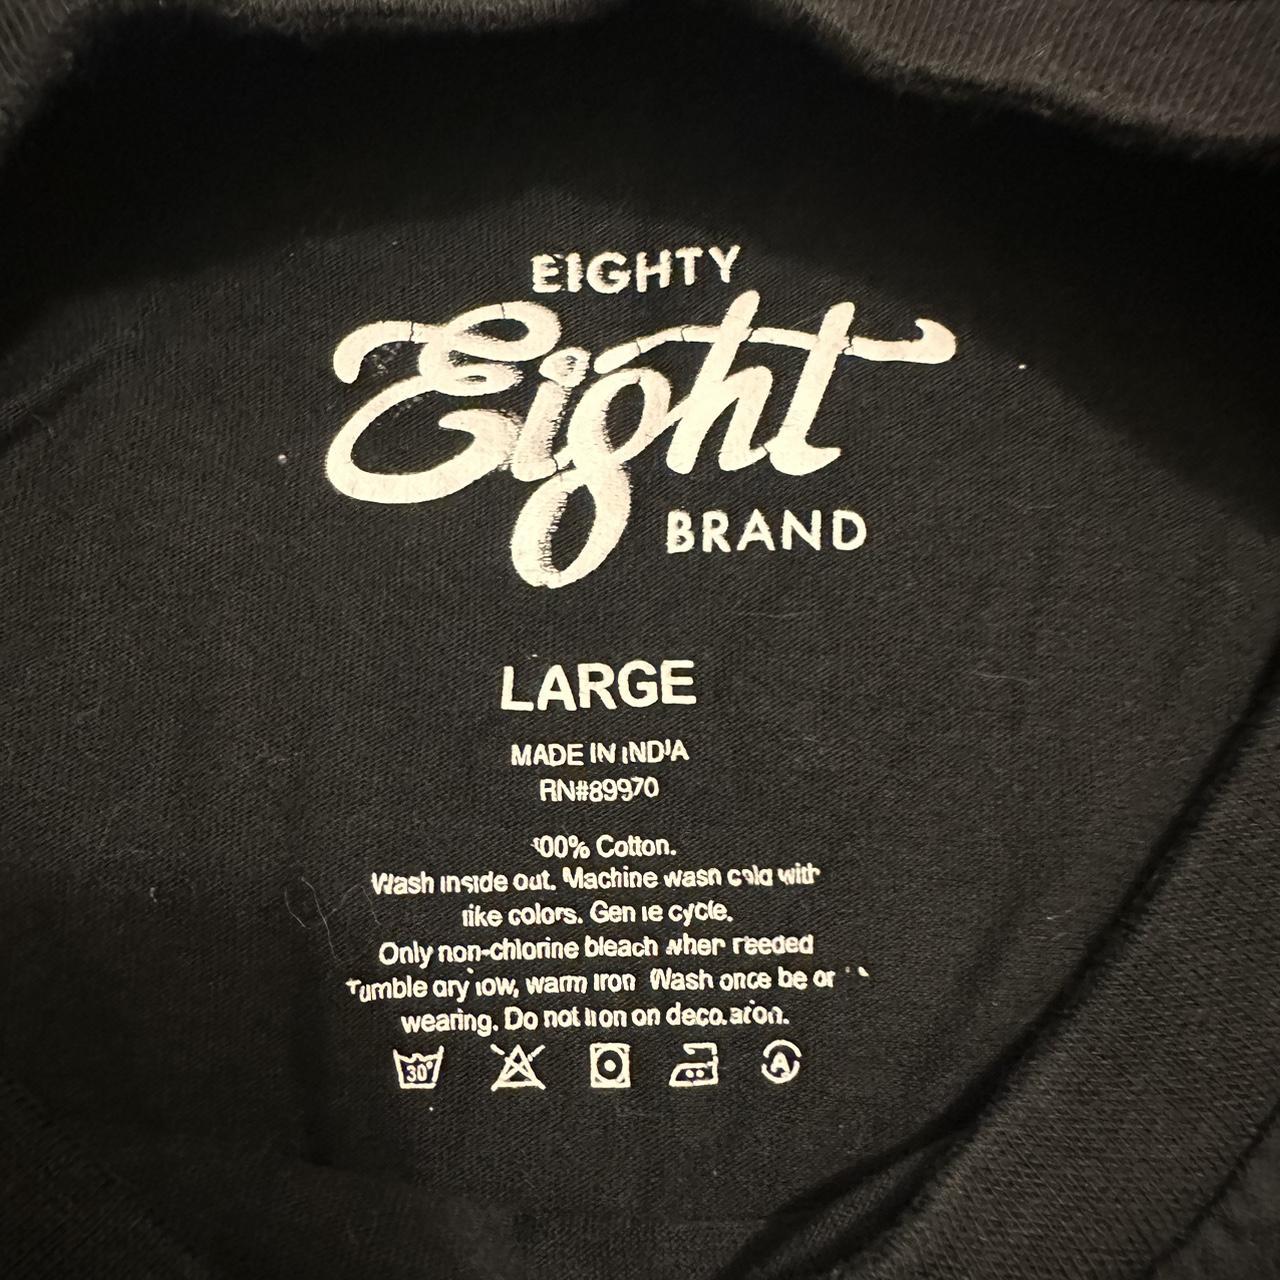 EIGHTY
Eight
BRAND
LARGE
MADE IN INDIA
RN#89970
100% Cotton.
Wash inside out. Machine wash cold with
like colors. Gentle cycle.
Only non-chlorine bleach when needed
Tumble dry low, warm iron Wash once before
wearing. Do not iron on decoration.
30°
A